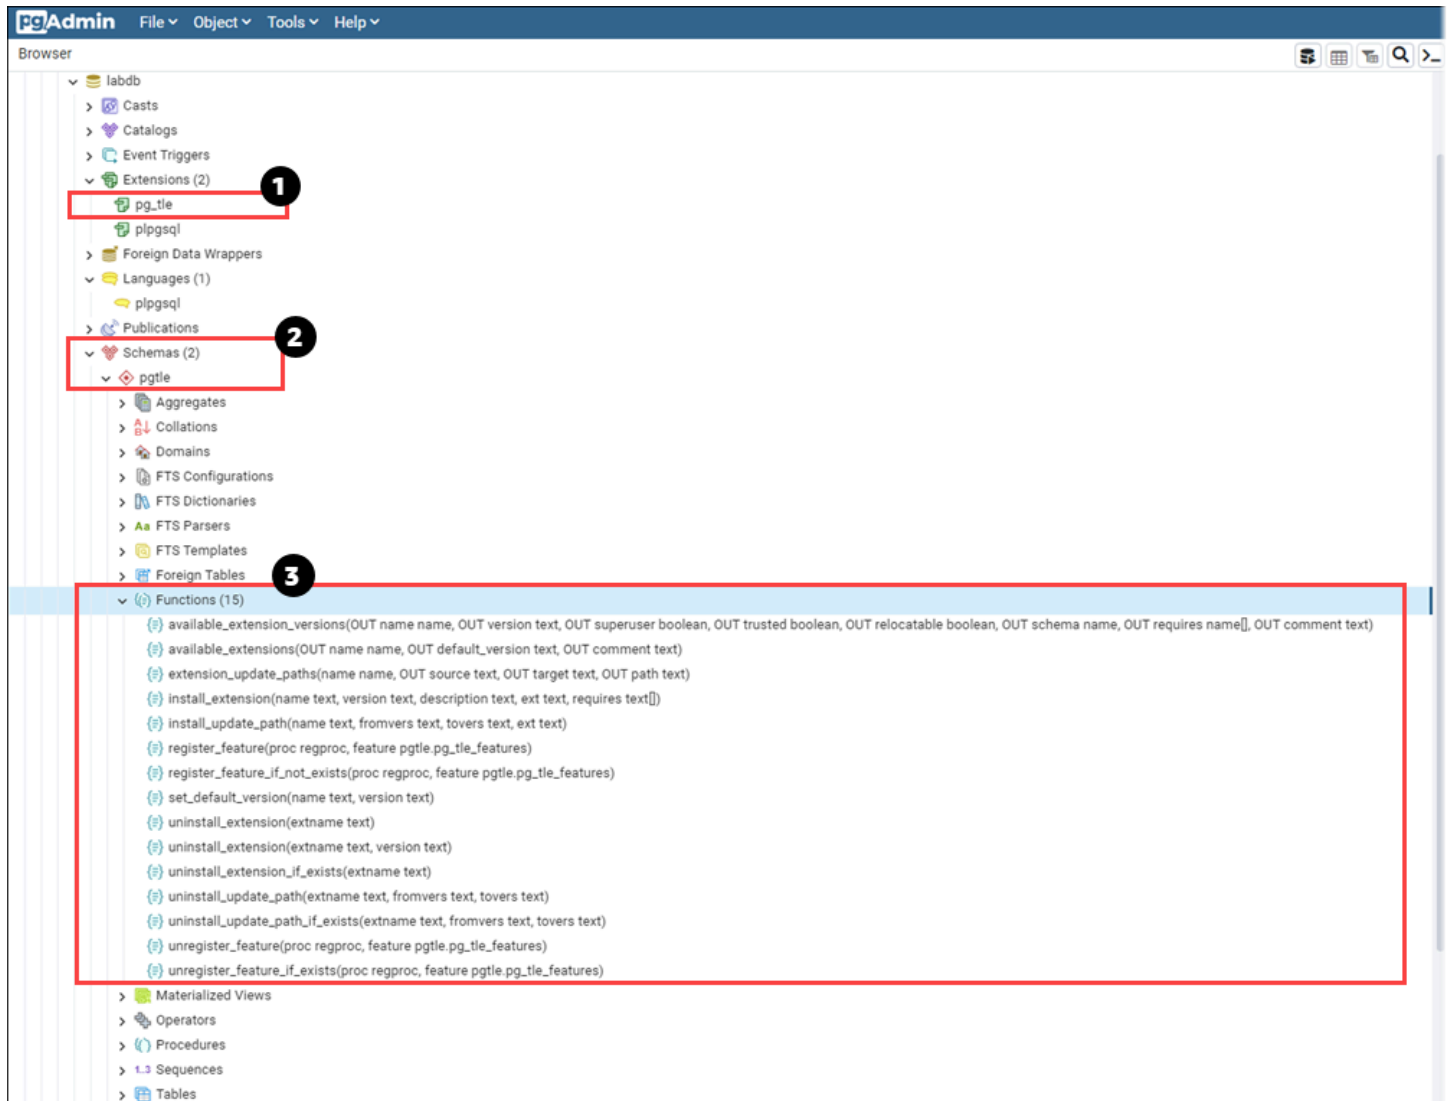 pgAdmin File Object Tools Help
Browser
labdb
Casts
Catalogs
Event Triggers
Extensions (2)
1
pg_tle
plpgsql
Foreign Data Wrappers
Languages (1)
plpgsql
Publications
2
Schemas (2)
pgtle
Aggregates
Collations
Domains
FTS Configurations
FTS Dictionaries
Aa FTS Parsers
FTS Templates
Foreign Tables
3
Functions (15)
available_extension_versions(OUT name name, OUT version text, OUT superuser boolean, OUT trusted boolean, OUT relocatable boolean, OUT schema name, OUT requires name[], OUT comment text)
available_extensions(OUT name name, OUT default_version text, OUT comment text)
extension_update_paths(name name, OUT source text, OUT target text, OUT path text)
install_extension(name text, version text, description text, ext text, requires text[])
install_update_path(name text, fromvers text, tovers text, ext text)
register_feature(proc regproc, feature pgtle.pg_tle_features)
register_feature_if_not_exists(proc regproc, feature pgtle.pg_tle_features)
set_default_version(name text, version text)
uninstall_extension(extname text)
uninstall_extension(extname text, version text)
uninstall_extension_if_exists(extname text)
uninstall_update_path(extname text, fromvers text, tovers text)
uninstall_update_path_if_exists(extname text, fromvers text, tovers text)
unregister_feature(proc regproc, feature pgtle.pg_tle_features)
unregister_feature_if_exists(proc regproc, feature pgtle.pg_tle_features)
Materialized Views
Operators
Procedures
1..3 Sequences
Tables